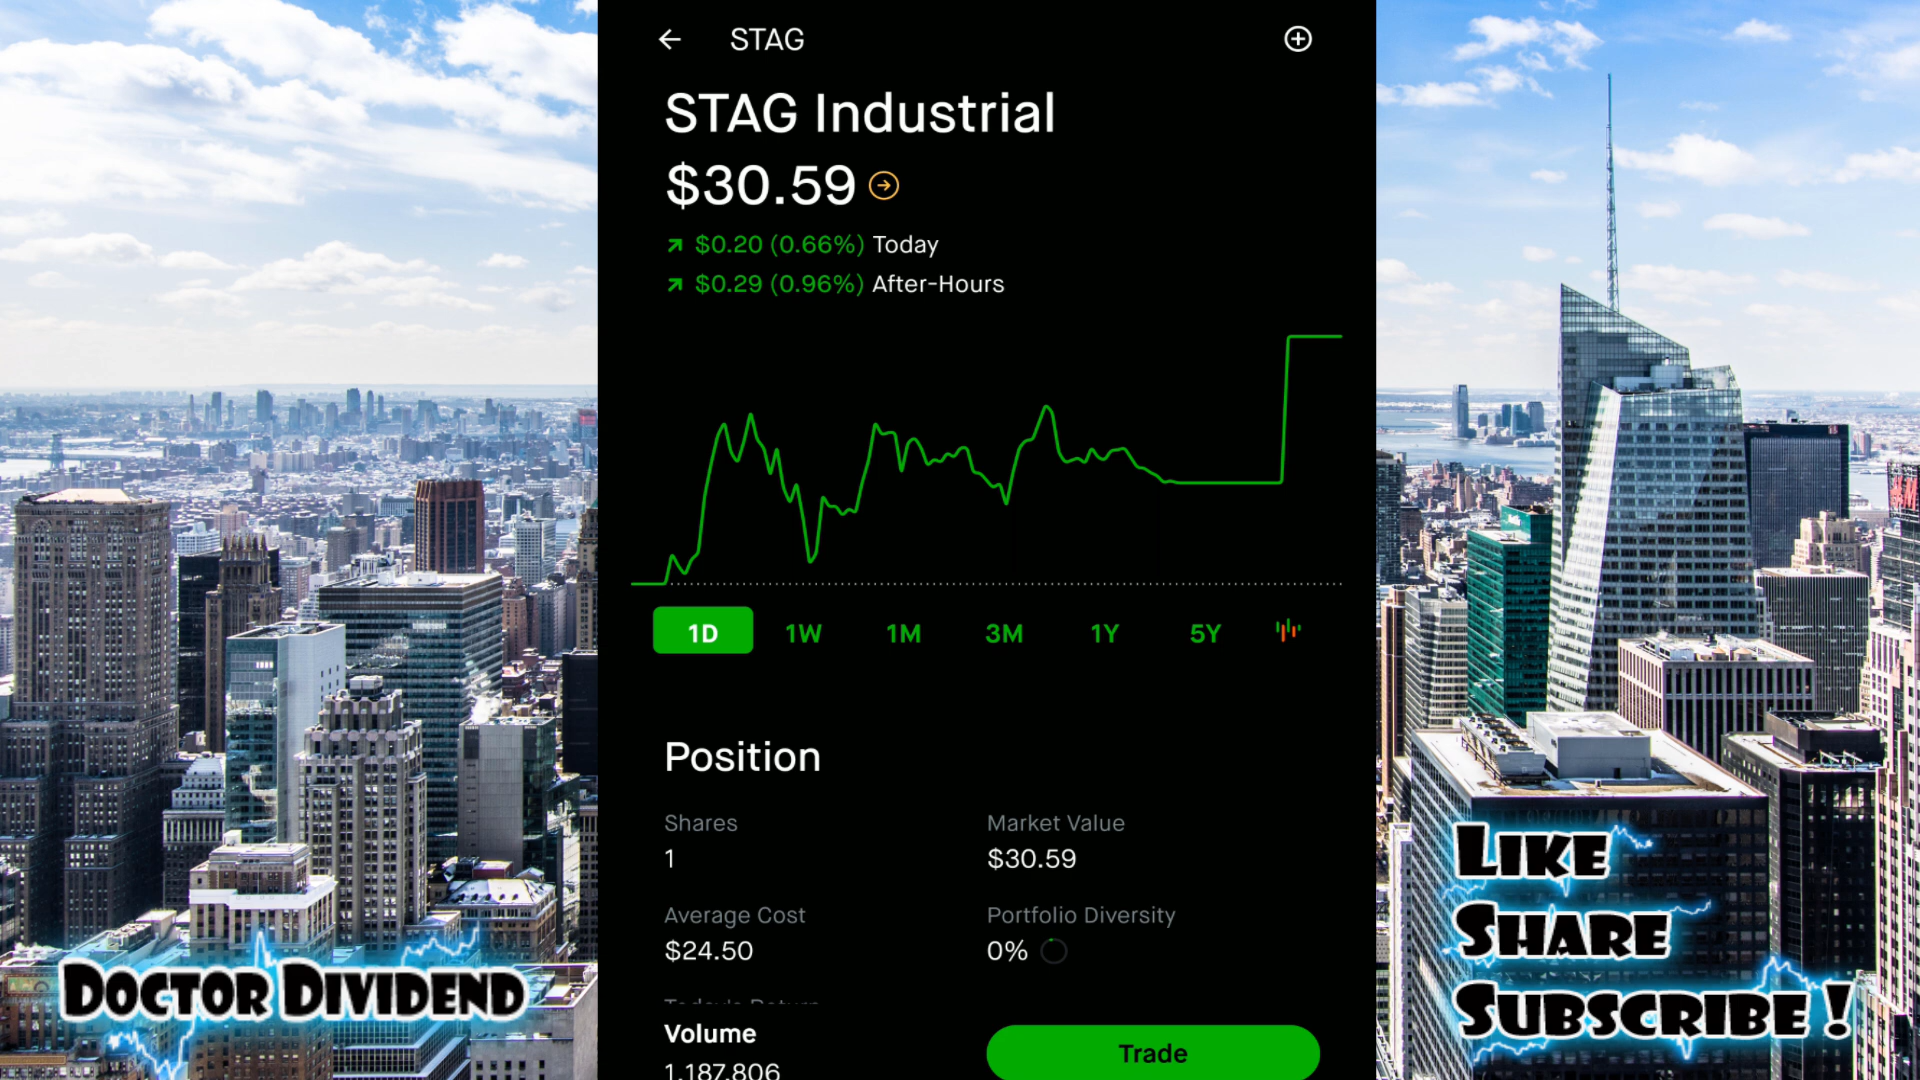 STAG
STAG Industrial
$30.59
$0.20 (0.66%) Today
$0.29 (0.96%) After-Hours
1D 1W 1M 3M 1Y 5Y
Position
Shares Market Value
1 $30.59
Average Cost Portfolio Diversity
$24.50 0%
Today's Return
Volume
1,187,806
Trade
DOCTOR DIVIDEND
LIKE
SHARE
SUBSCRIBE !